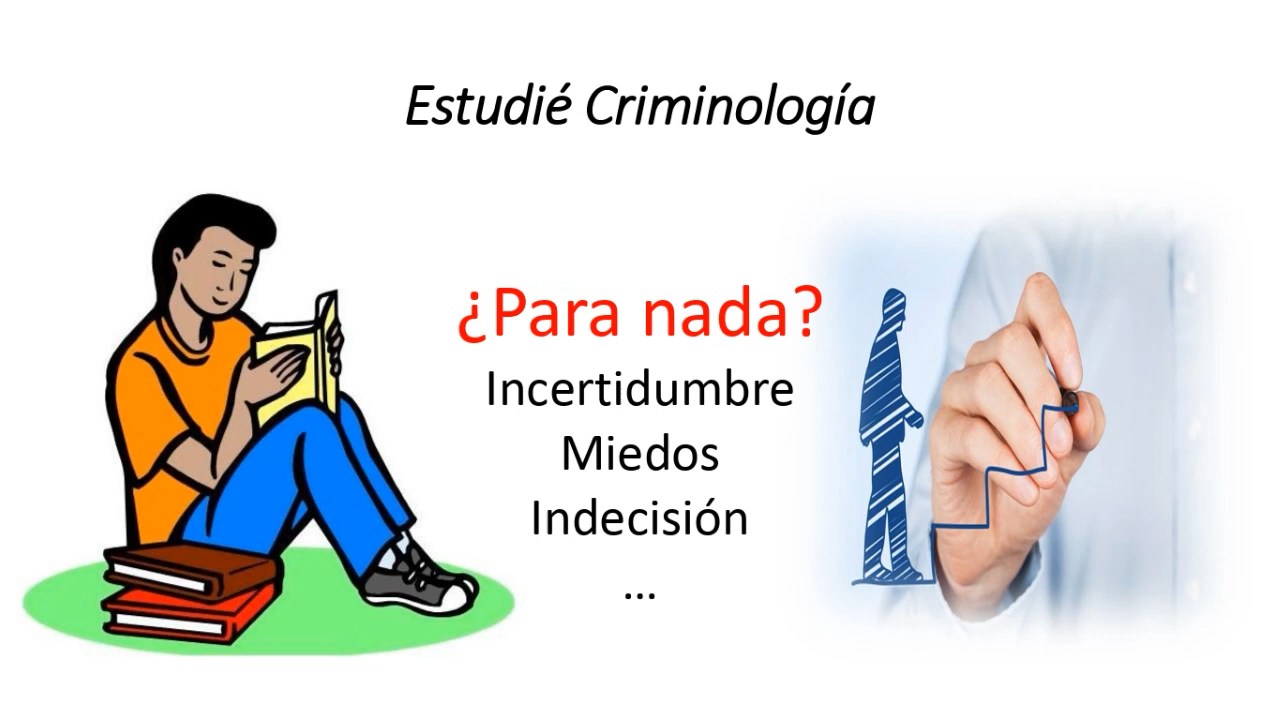 Estudié Criminología
¿Para nada?
Incertidumbre
Miedos
Indecisión
...